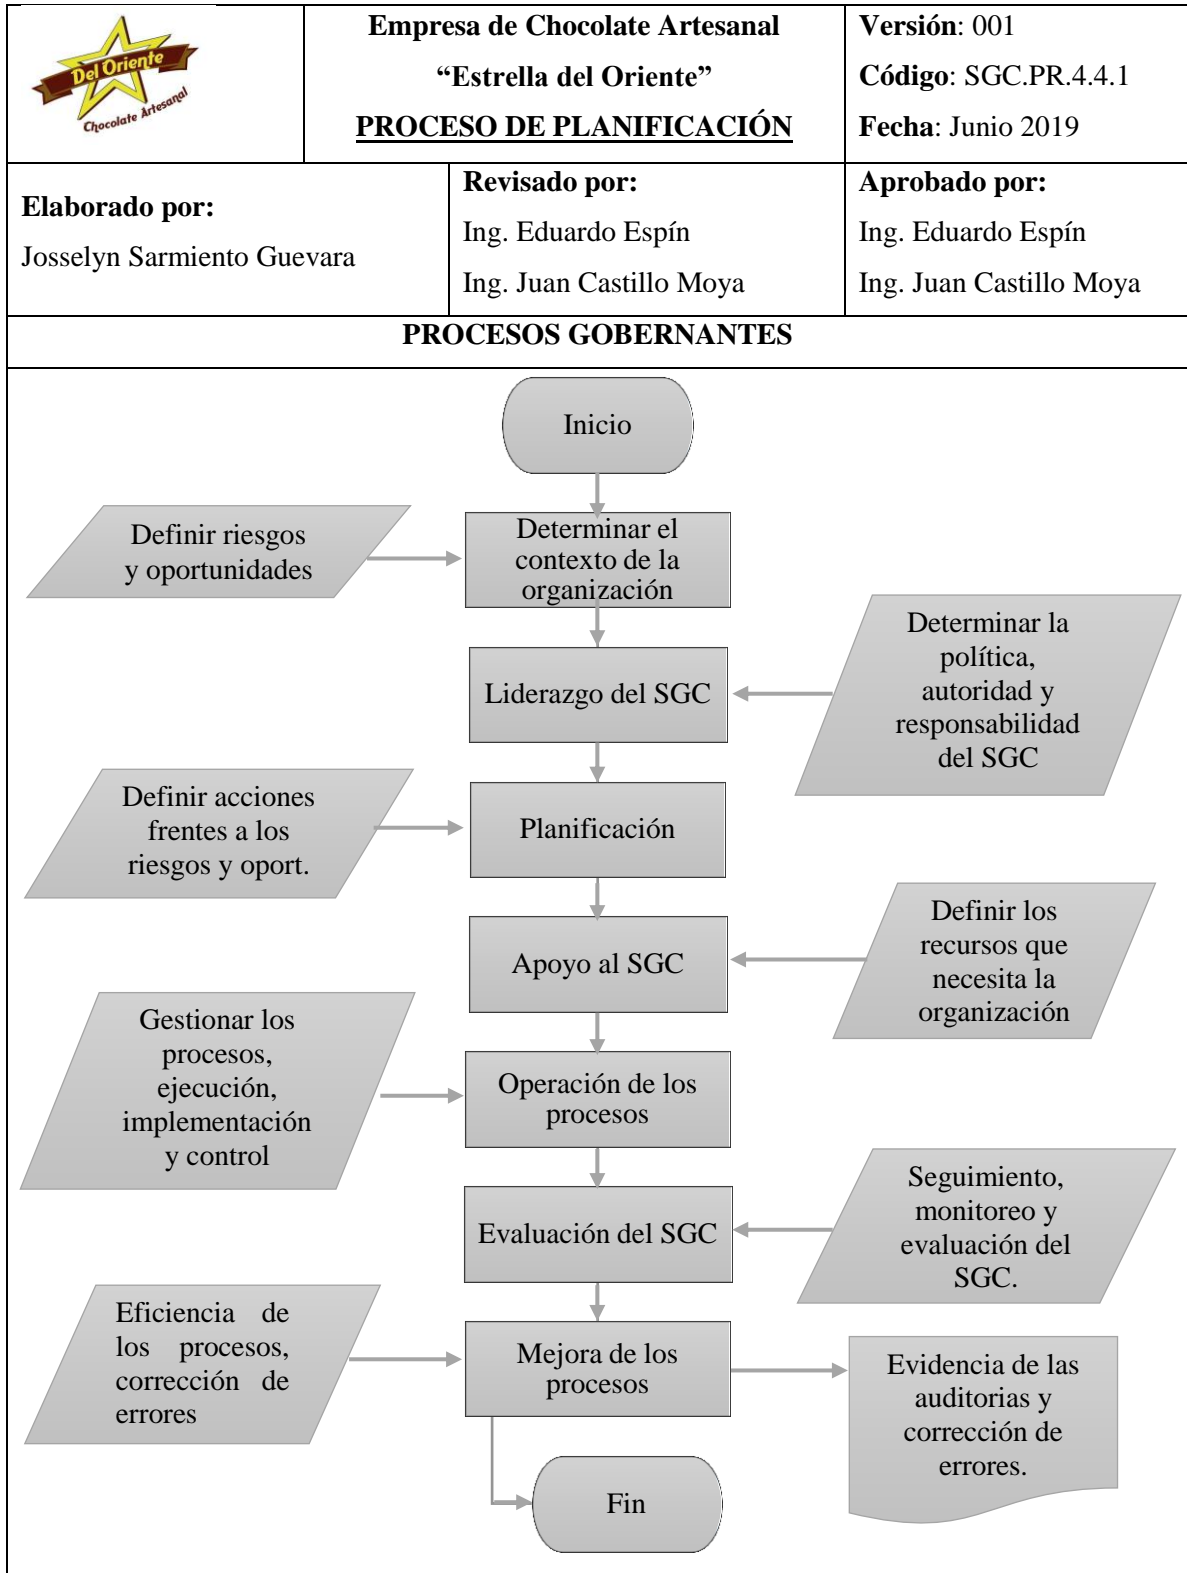 Del Oriente
Chocolate Artesanal
Empresa de Chocolate Artesanal
“Estrella del Oriente”
PROCESO DE PLANIFICACIÓN
Versión: 001
Código: SGC.PR.4.4.1
Fecha: Junio 2019
Elaborado por:
Josselyn Sarmiento Guevara
Revisado por:
Ing. Eduardo Espín
Ing. Juan Castillo Moya
Aprobado por:
Ing. Eduardo Espín
Ing. Juan Castillo Moya
PROCESOS GOBERNANTES
Inicio
Definir riesgos
y oportunidades
Determinar el
contexto de la
organización
Liderazgo del SGC
Determinar la
política,
autoridad y
responsabilidad
del SGC
Definir acciones
frentes a los
riesgos y oport.
Planificación
Apoyo al SGC
Definir los
recursos que
necesita la
organización
Gestionar los
procesos,
ejecución,
implementación
y control
Operación de los
procesos
Evaluación del SGC
Seguimiento,
monitoreo y
evaluación del
SGC.
Eficiencia de
los procesos,
corrección de
errores
Mejora de los
procesos
Evidencia de las
auditorias y
corrección de
errores.
Fin